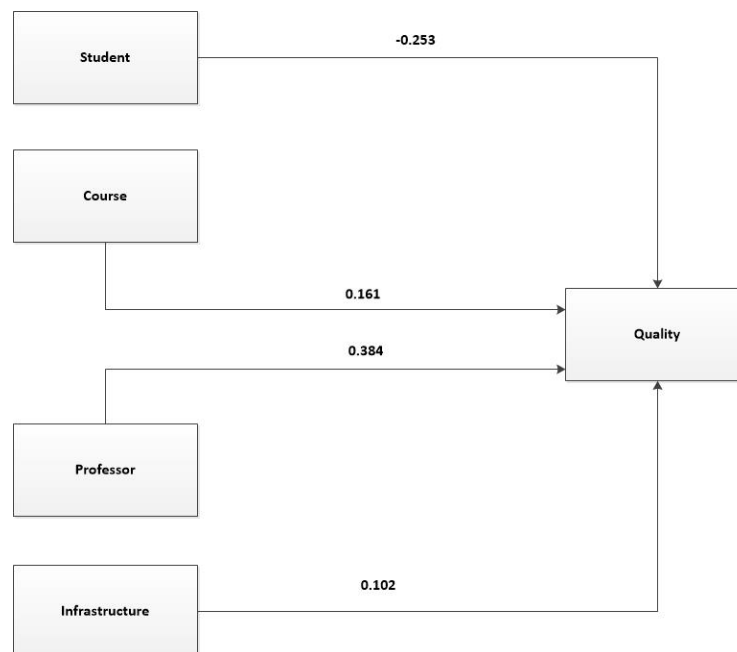 -0.253
Student
Course
0.161
Quality
0.384
Professor
0.102
Infrastructure